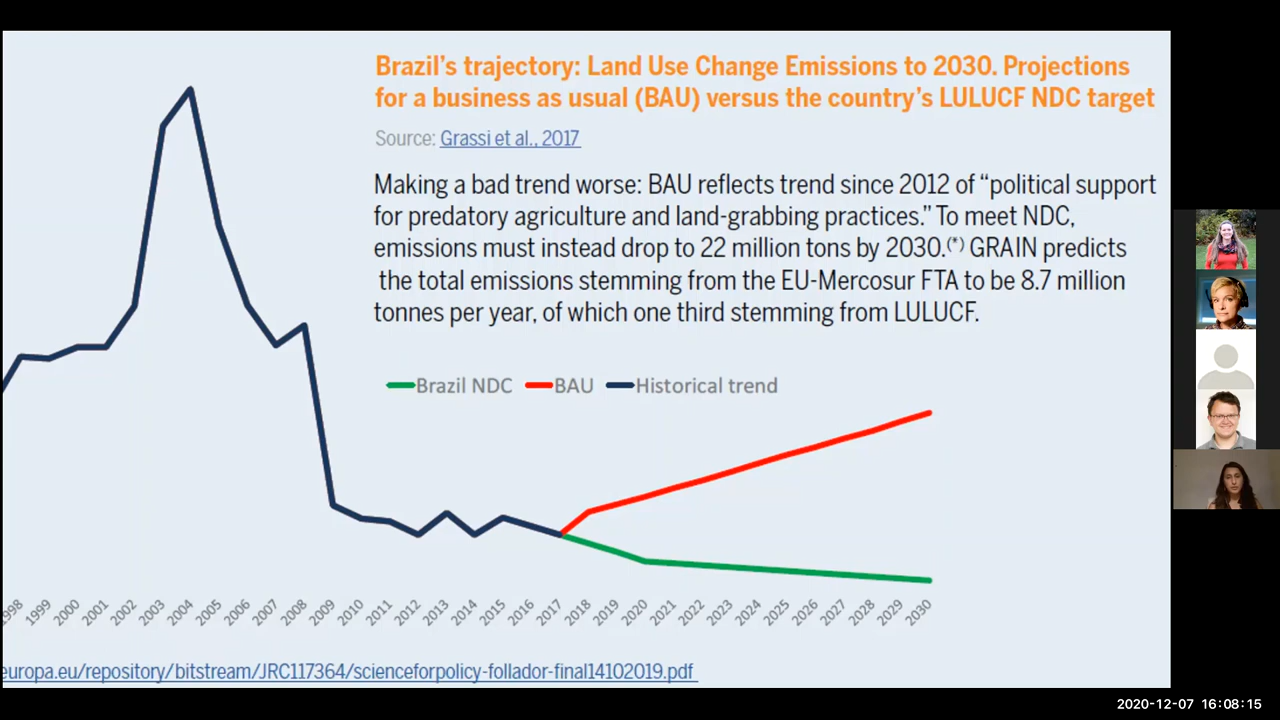 Brazil's trajectory: Land Use Change Emissions to 2030. Projections
for a business as usual (BAU) versus the country's LULUCF NDC target
Source: Grassi et al., 2017
Making a bad trend worse: BAU reflects trend since 2012 of “political support
for predatory agriculture and land-grabbing practices.” To meet NDC,
emissions must instead drop to 22 million tons by 2030.(*) GRAIN predicts
the total emissions stemming from the EU-Mercosur FTA to be 8.7 million
tonnes per year, of which one third stemming from LULUCF.
Brazil NDC BAU Historical trend
1998 1999 2000 2001 2002 2003 2004 2005 2006 2007 2008 2009 2010 2011 2012 2013 2014 2015 2016 2017 2018 2019 2020 2021 2022 2023 2024 2025 2026 2027 2028 2029 2030
europa.eu/repository/bitstream/JRC117364/scienceforpolicy-follador-final14102019.pdf
2020-12-07 16:08:15